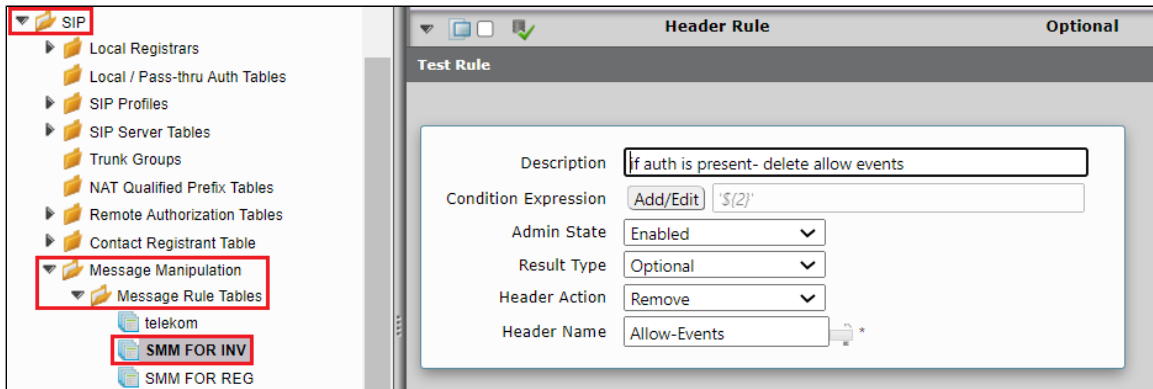 SIP
Local Registrars
Local / Pass-thru Auth Tables
SIP Profiles
SIP Server Tables
Trunk Groups
NAT Qualified Prefix Tables
Remote Authorization Tables
Contact Registrant Table
Message Manipulation
Message Rule Tables
telekom
SMM FOR INV
SMM FOR REG
Header Rule Optional
Test Rule
Description if auth is present- delete allow events
Condition Expression Add/Edit '${2}'
Admin State Enabled
Result Type Optional
Header Action Remove
Header Name Allow-Events *